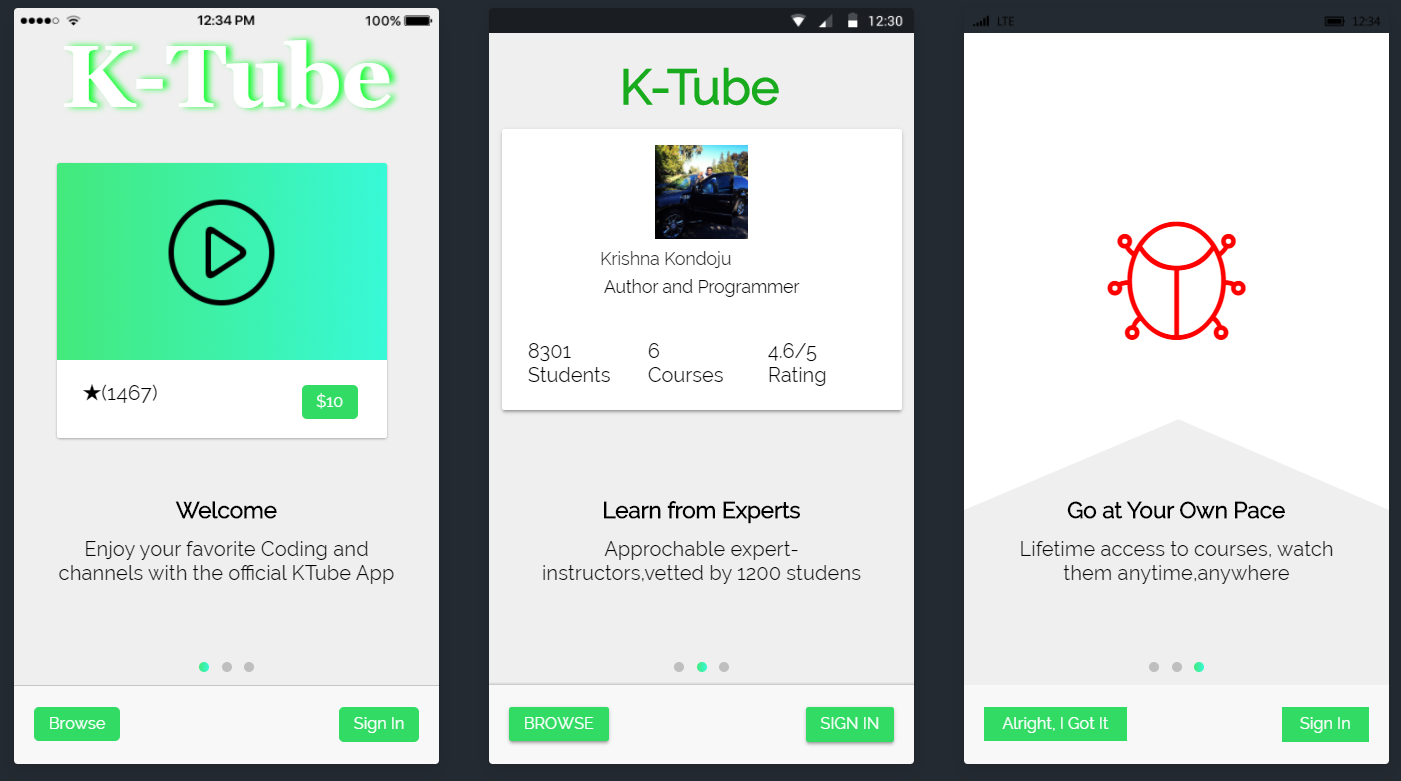 12:34 PM
100%
K-Tube
★(1467)
$10
Welcome
Enjoy your favorite Coding and
channels with the official KTube App
Browse
Sign In
12:30
K-Tube
Krishna Kondoju
Author and Programmer
8301
Students
6
Courses
4.6/5
Rating
Learn from Experts
Approchable expert-
instructors,vetted by 1200 studens
BROWSE
SIGN IN
LTE
12:34
Go at Your Own Pace
Lifetime access to courses, watch
them anytime,anywhere
Alright, I Got It
Sign In